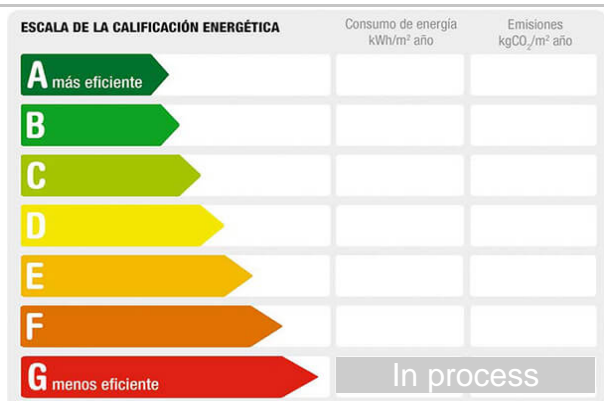 ESCALA DE LA CALIFICACIÓN ENERGÉTICA
Consumo de energía
kWh/m² año
Emisiones
kgCO₂/m² año
A más eficiente
B
C
D
E
F
G menos eficiente
In process